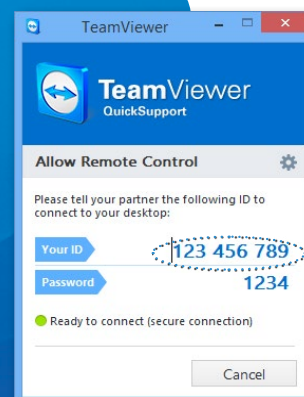 TeamViewer
TeamViewer
QuickSupport
Allow Remote Control
Please tell your partner the following ID to
connect to your desktop:
Your ID 123 456 789
Password 1234
Ready to connect (secure connection)
Cancel